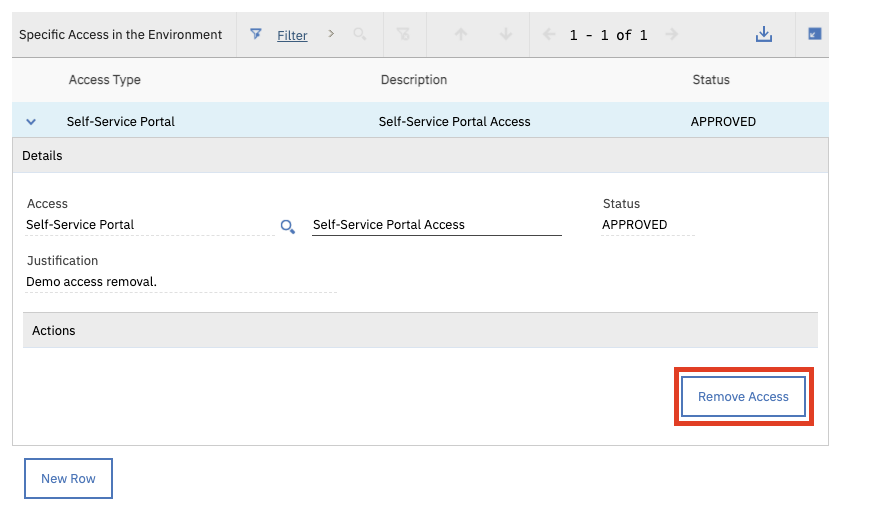 Specific Access in the Environment Filter 1 - 1 of 1
Access Type Description Status
Self-Service Portal Self-Service Portal Access APPROVED
Details
Access Status
Self-Service Portal Self-Service Portal Access APPROVED
Justification
Demo access removal.
Actions
Remove Access
New Row